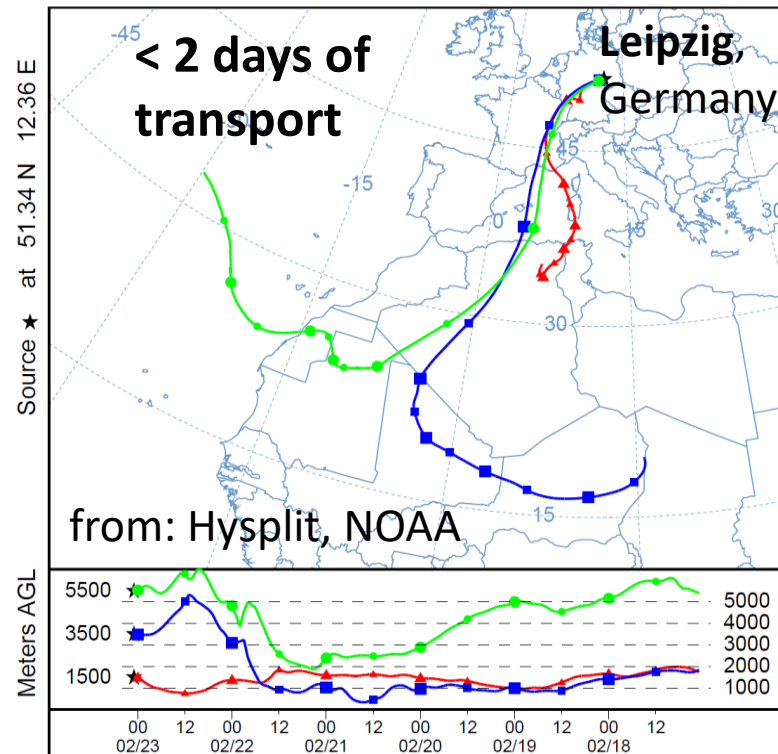 -45
< 2 days of
transport
Leipzig,
Germany
-30
-15
45
0
0
15
30
30
15
from: Hysplit, NOAA
Source ★ at 51.34 N 12.36 E
Meters AGL
5500
3500
1500
5000
4000
3000
2000
1000
00 12 00 12 00 12 00 12 00 12 00 12
02/23 02/22 02/21 02/20 02/19 02/18